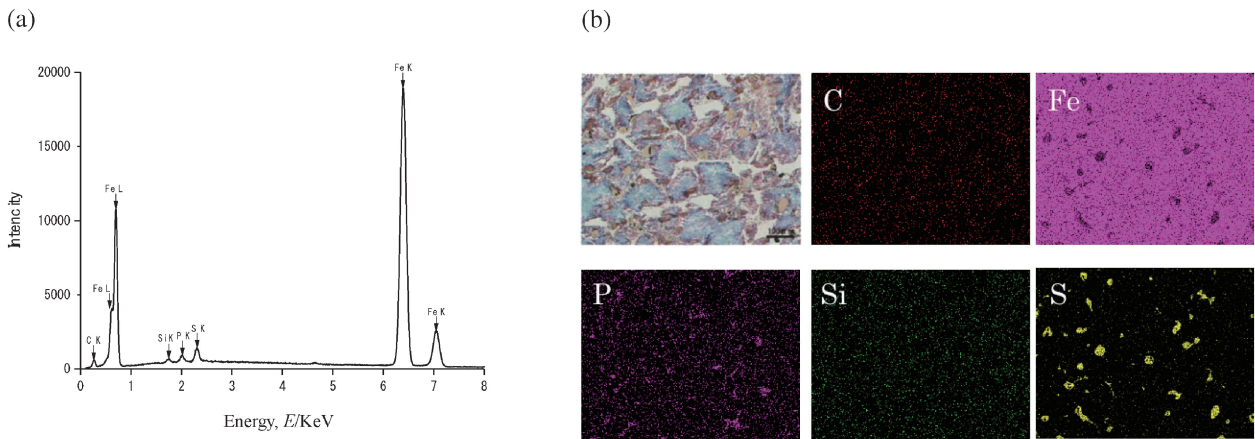 (a)
(b)
20000
15000
10000
5000
0
Intencity
Fe K
Fe L
Fe L
C K
Si K
P K
S K
Fe K
0
1
2
3
4
5
6
7
8
Energy, E/KeV
C
Fe
P
Si
S